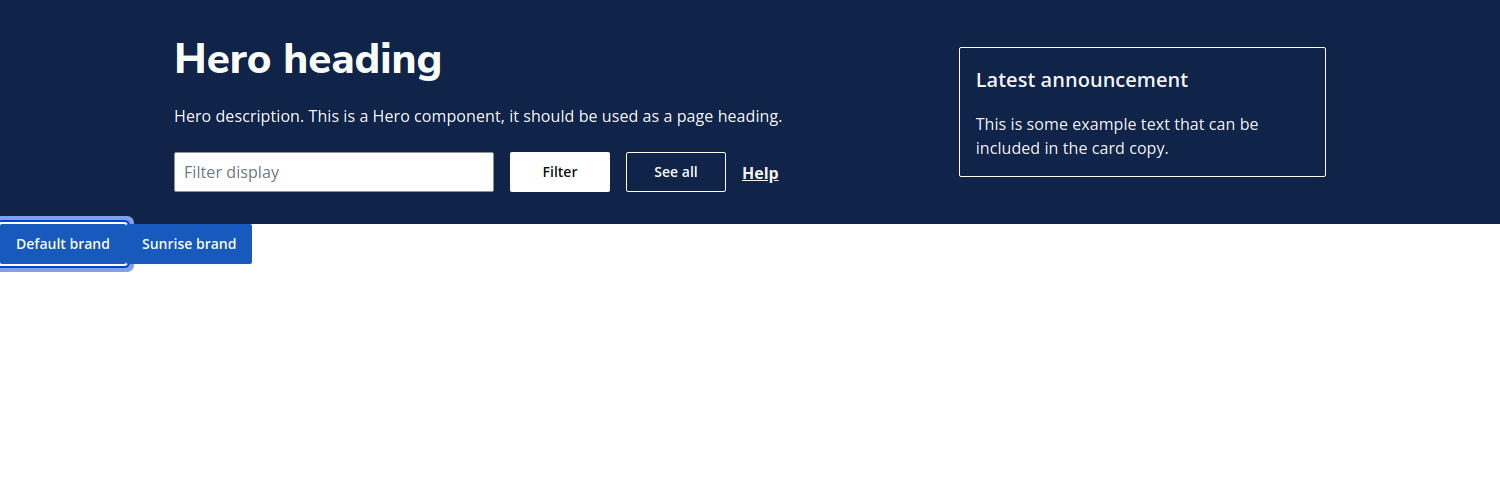 Hero heading
Hero description. This is a Hero component, it should be used as a page heading.
Filter display
Filter
See all
Help
Latest announcement
This is some example text that can be
included in the card copy.
Default brand
Sunrise brand